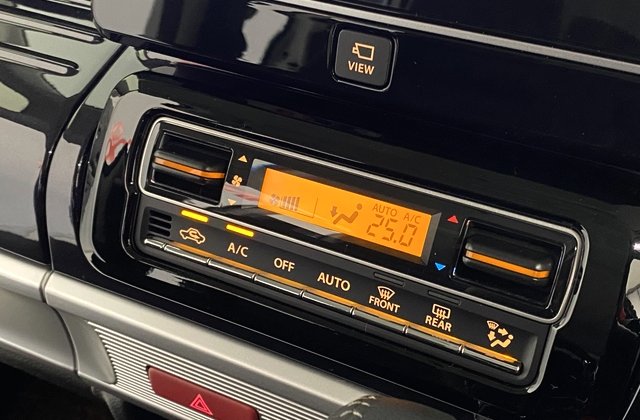 VIEW
AUTO A/C
25.0
A/C
OFF
AUTO
FRONT
REAR